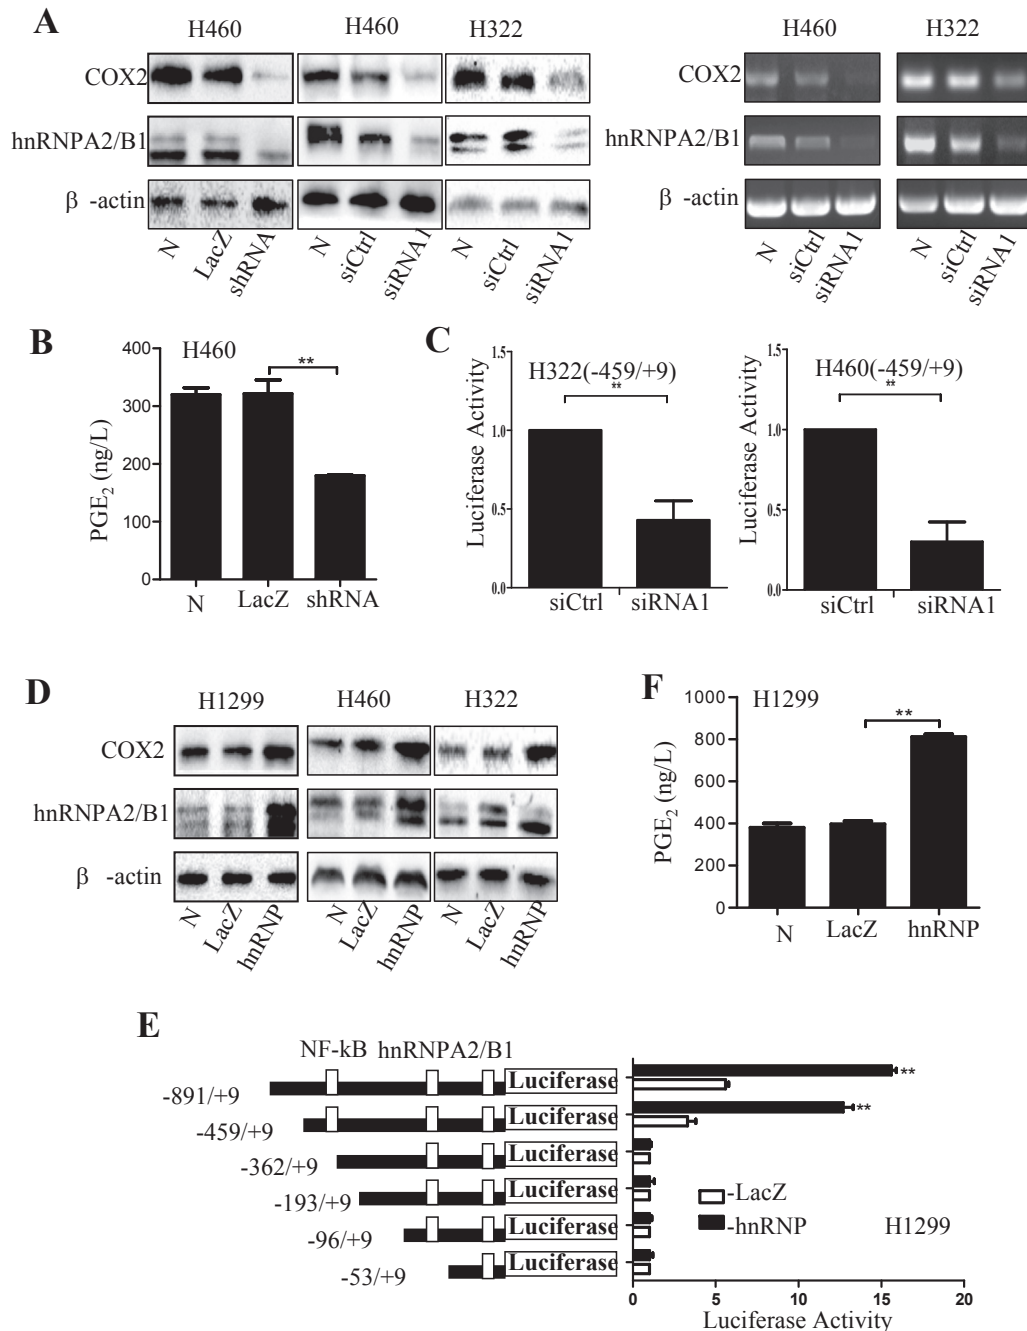 A
H460 H460 H322 H460 H322
COX2 COX2
hnRNPA2/B1 hnRNPA2/B1
β -actin β -actin
N LacZ shRNA N siCtrl siRNA1 N siCtrl siRNA1 N siCtrl siRNA1 N siCtrl siRNA1
B
H460
**
PGE2 (ng/L)
400
300
200
100
0
N LacZ shRNA
C
H322(-459/+9)
**
Luciferase Activity
1.5
1.0
0.5
0.0
siCtrl siRNA1
H460(-459/+9)
**
Luciferase Activity
1.5
1.0
0.5
0.0
siCtrl siRNA1
D
H1299 H460 H322
COX2
hnRNPA2/B1
β -actin
N LacZ hnRNP N LacZ hnRNP N LacZ hnRNP
F
H1299
**
PGE2 (ng/L)
1000
800
600
400
200
0
N LacZ hnRNP
E
NF-kB hnRNPA2/B1
-891/+9 Luciferase **
-459/+9 Luciferase **
-362/+9 Luciferase
-193/+9 Luciferase
-96/+9 Luciferase
-53/+9 Luciferase
-LacZ
-hnRNP
H1299
0 5 10 15 20
Luciferase Activity